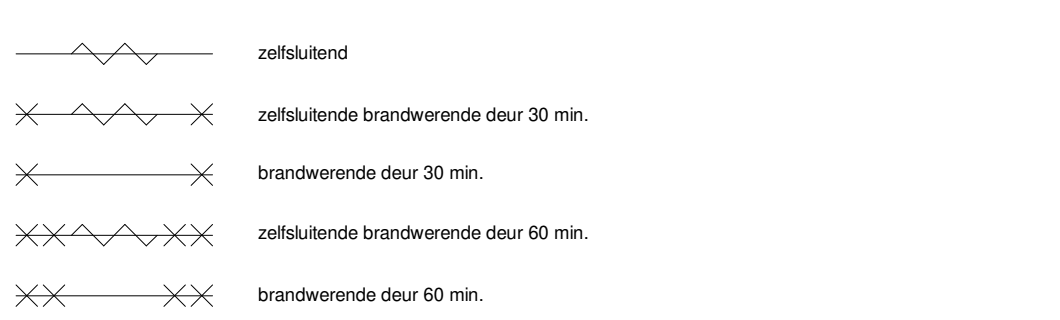 zelfsluitend
zelfsluitende brandwerende deur 30 min.
brandwerende deur 30 min.
zelfsluitende brandwerende deur 60 min.
brandwerende deur 60 min.